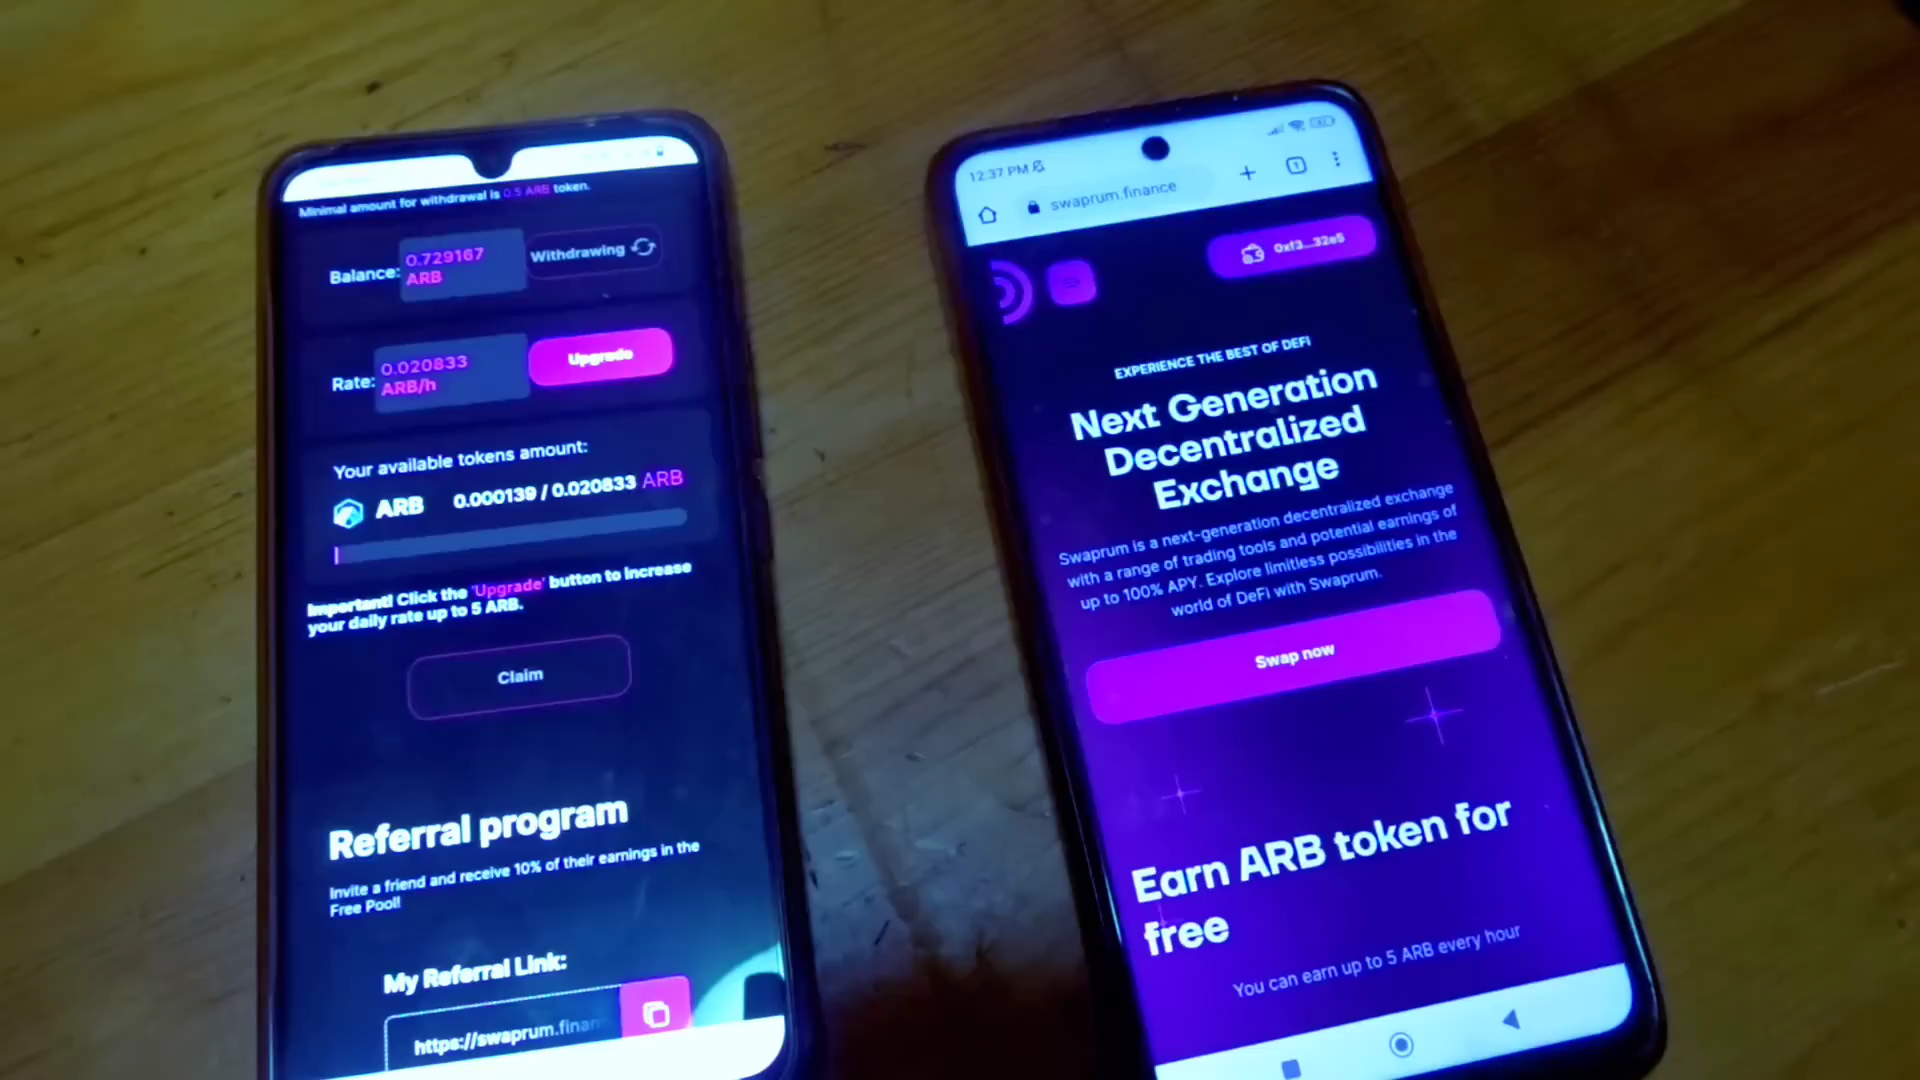 Minimal amount for withdrawal is 0.5 ARB token.
Balance:
0.729167
ARB
Withdrawing
Rate:
0.020833
ARB/h
Upgrade
Your available tokens amount:
ARB 0.000139 / 0.020833 ARB
Important! Click the 'Upgrade' button to increase
your daily rate up to 5 ARB.
Claim
Referral program
Invite a friend and receive 10% of their earnings in the
Free Pool!
My Referral Link:
https://swaprum.finan
12:37 PM
swaprum.finance
1
0xf3...32e5
EXPERIENCE THE BEST OF DEFI
Next Generation
Decentralized
Exchange
Swaprum is a next-generation decentralized exchange
with a range of trading tools and potential earnings of
up to 100% APY. Explore limitless possibilities in the
world of DeFi with Swaprum.
Swap now
Earn ARB token for
free
You can earn up to 5 ARB every hour